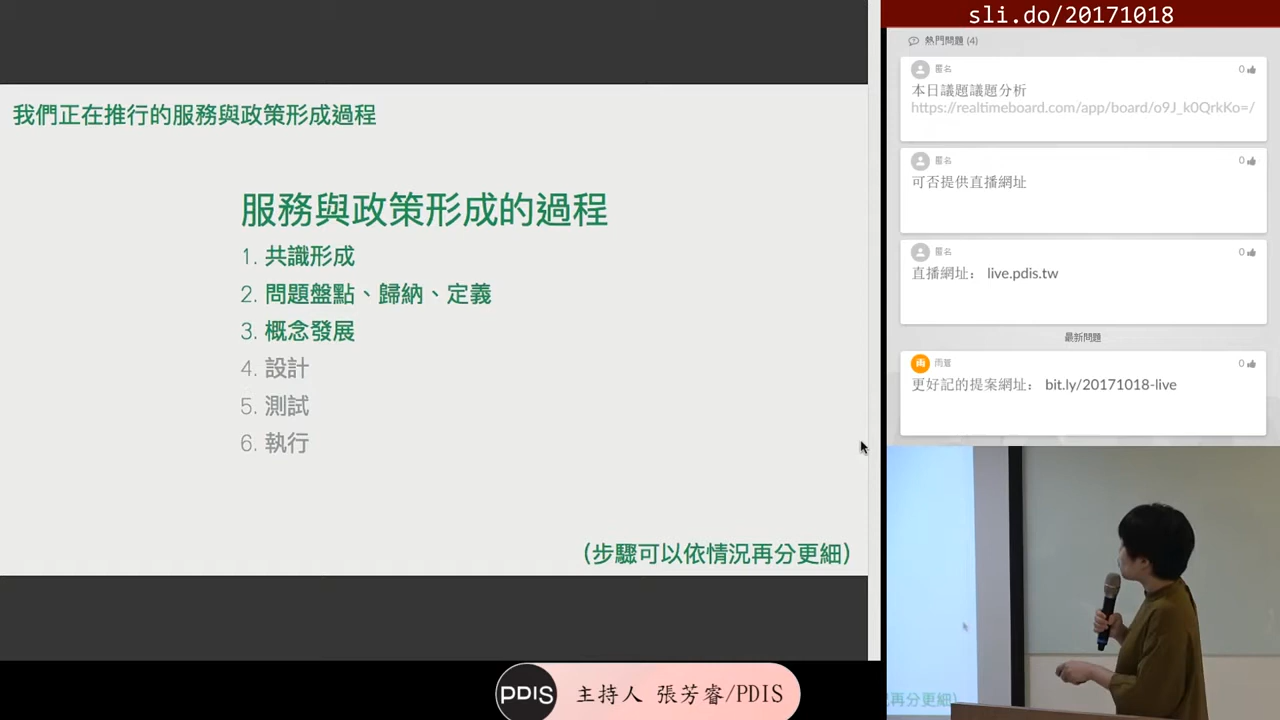 我們正在推行的服務與政策形成過程
服務與政策形成的過程
1. 共識形成
2. 問題盤點、歸納、定義
3. 概念發展
4. 設計
5. 測試
6. 執行
(步驟可以依情況再分更細)
sli.do/20171018
熱門問題 (4)
匿名
0
本日議題議題分析
https://realtimeboard.com/app/board/o9J_k0QrkKo=/
匿名
0
可否提供直播網址
匿名
0
直播網址： live.pdis.tw
最新問題
雨
雨蒼
0
更好記的提案網址： bit.ly/20171018-live
再分更細)
PDIS
主持人 張芳睿/PDIS